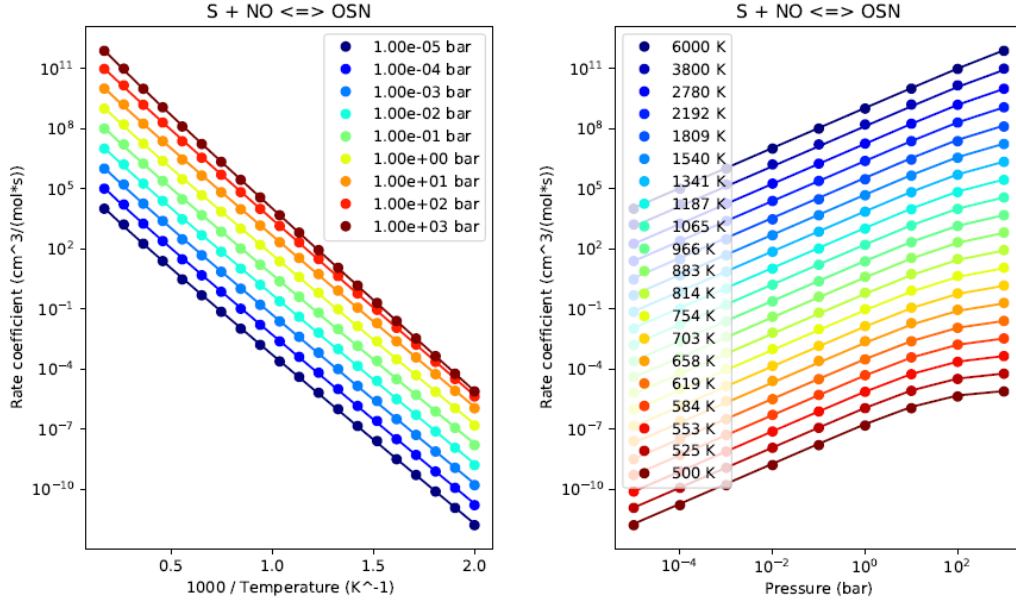 S + NO <=> OSN
Rate coefficient (cm^3/(mol*s))
10^11
10^8
10^5
10^2
10^-1
10^-4
10^-7
10^-10
1.00e-05 bar
1.00e-04 bar
1.00e-03 bar
1.00e-02 bar
1.00e-01 bar
1.00e+00 bar
1.00e+01 bar
1.00e+02 bar
1.00e+03 bar
0.5 1.0 1.5 2.0
1000 / Temperature (K^-1)
S + NO <=> OSN
Rate coefficient (cm^3/(mol*s))
10^11
10^8
10^5
10^2
10^-1
10^-4
10^-7
10^-10
6000 K
3800 K
2780 K
2192 K
1809 K
1540 K
1341 K
1187 K
1065 K
966 K
883 K
814 K
754 K
703 K
658 K
619 K
584 K
553 K
525 K
500 K
10^-4 10^-2 10^0 10^2
Pressure (bar)